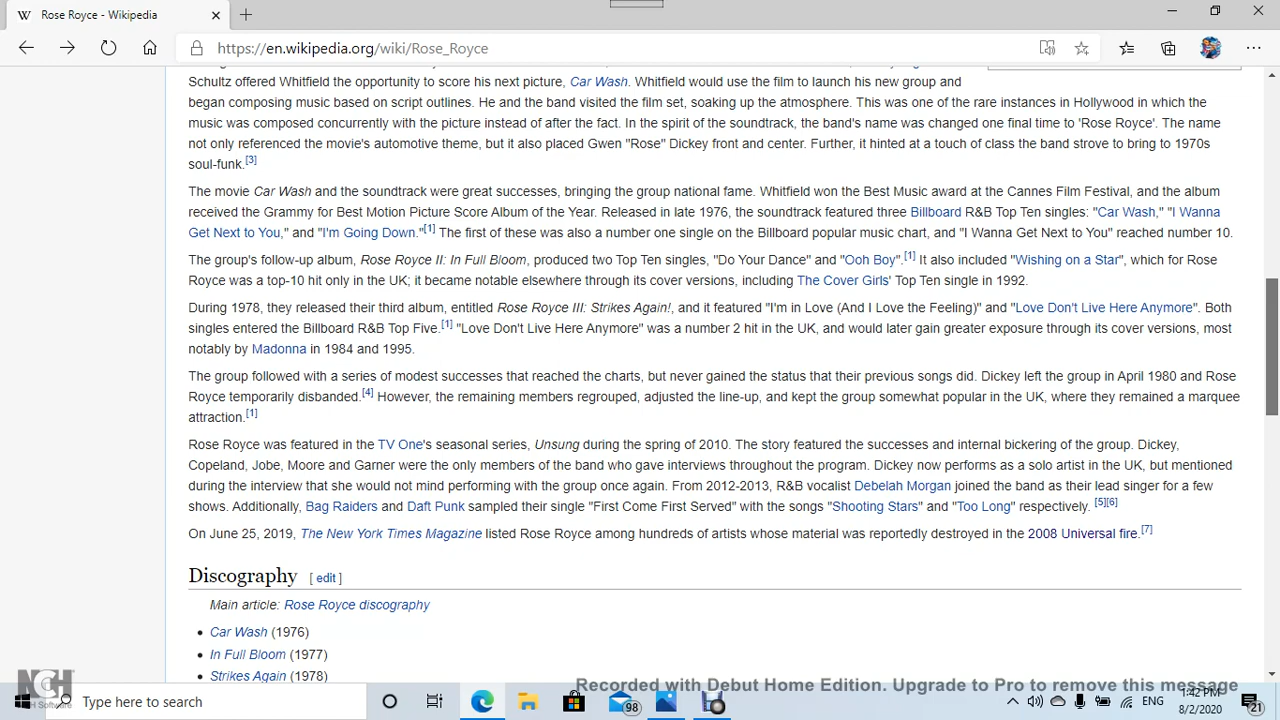 Rose Royce - Wikipedia
https://en.wikipedia.org/wiki/Rose_Royce
Schultz offered Whitfield the opportunity to score his next picture, Car Wash. Whitfield would use the film to launch his new group and
began composing music based on script outlines. He and the band visited the film set, soaking up the atmosphere. This was one of the rare instances in Hollywood in which the
music was composed concurrently with the picture instead of after the fact. In the spirit of the soundtrack, the band's name was changed one final time to 'Rose Royce'. The name
not only referenced the movie's automotive theme, but it also placed Gwen "Rose" Dickey front and center. Further, it hinted at a touch of class the band strove to bring to 1970s
soul-funk.[3]
The movie Car Wash and the soundtrack were great successes, bringing the group national fame. Whitfield won the Best Music award at the Cannes Film Festival, and the album
received the Grammy for Best Motion Picture Score Album of the Year. Released in late 1976, the soundtrack featured three Billboard R&B Top Ten singles: "Car Wash," "I Wanna
Get Next to You," and "I'm Going Down."[1] The first of these was also a number one single on the Billboard popular music chart, and "I Wanna Get Next to You" reached number 10.
The group's follow-up album, Rose Royce II: In Full Bloom, produced two Top Ten singles, "Do Your Dance" and "Ooh Boy".[1] It also included "Wishing on a Star", which for Rose
Royce was a top-10 hit only in the UK; it became notable elsewhere through its cover versions, including The Cover Girls' Top Ten single in 1992.
During 1978, they released their third album, entitled Rose Royce III: Strikes Again!, and it featured "I'm in Love (And I Love the Feeling)" and "Love Don't Live Here Anymore". Both
singles entered the Billboard R&B Top Five.[1] "Love Don't Live Here Anymore" was a number 2 hit in the UK, and would later gain greater exposure through its cover versions, most
notably by Madonna in 1984 and 1995.
The group followed with a series of modest successes that reached the charts, but never gained the status that their previous songs did. Dickey left the group in April 1980 and Rose
Royce temporarily disbanded.[4] However, the remaining members regrouped, adjusted the line-up, and kept the group somewhat popular in the UK, where they remained a marquee
attraction.[1]
Rose Royce was featured in the TV One's seasonal series, Unsung during the spring of 2010. The story featured the successes and internal bickering of the group. Dickey,
Copeland, Jobe, Moore and Garner were the only members of the band who gave interviews throughout the program. Dickey now performs as a solo artist in the UK, but mentioned
during the interview that she would not mind performing with the group once again. From 2012-2013, R&B vocalist Debelah Morgan joined the band as their lead singer for a few
shows. Additionally, Bag Raiders and Daft Punk sampled their single "First Come First Served" with the songs "Shooting Stars" and "Too Long" respectively. [5][6]
On June 25, 2019, The New York Times Magazine listed Rose Royce among hundreds of artists whose material was reportedly destroyed in the 2008 Universal fire.[7]
Discography [ edit ]
Main article: Rose Royce discography
• Car Wash (1976)
• In Full Bloom (1977)
• Strikes Again (1978)
Recorded with Debut Home Edition. Upgrade to Pro to remove this message
NCH Software
Type here to search
98
ENG
1:42 PM
8/2/2020
21